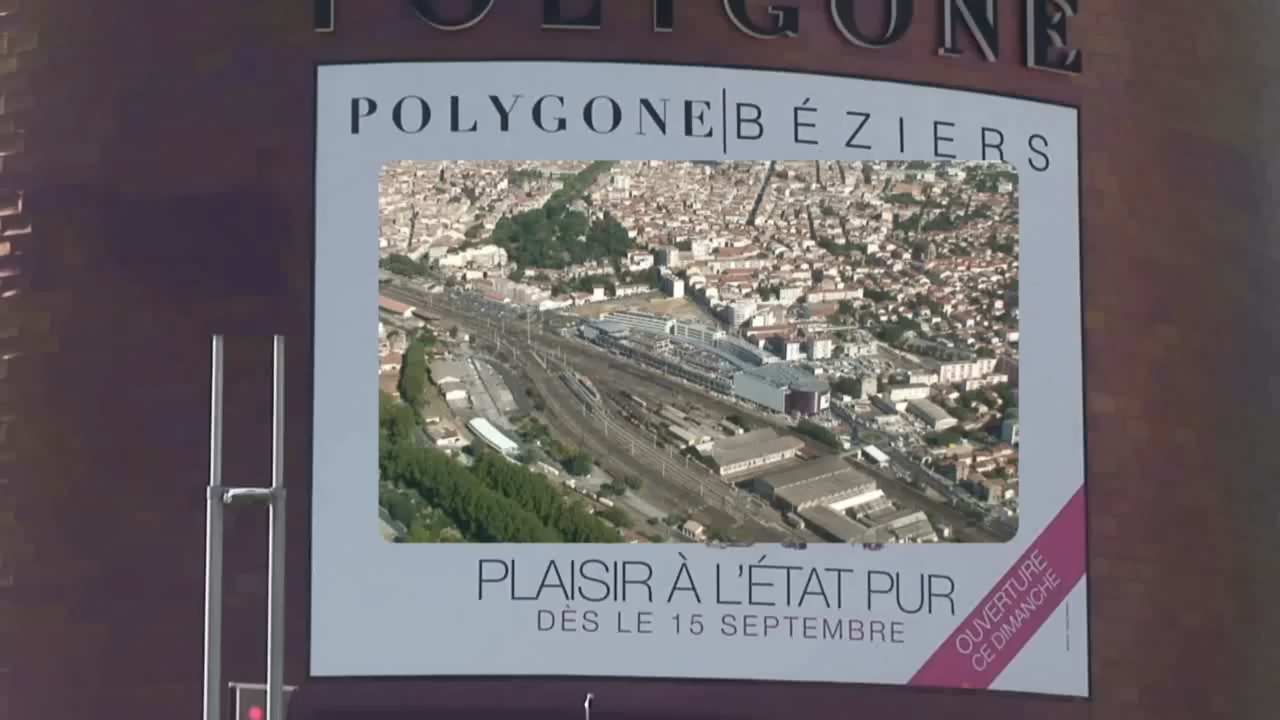 POLYGONE
POLYGONE|BÉZIERS
PLAISIR À L'ÉTAT PUR
DÈS LE 15 SEPTEMBRE
OUVERTURE
CE DIMANCHE